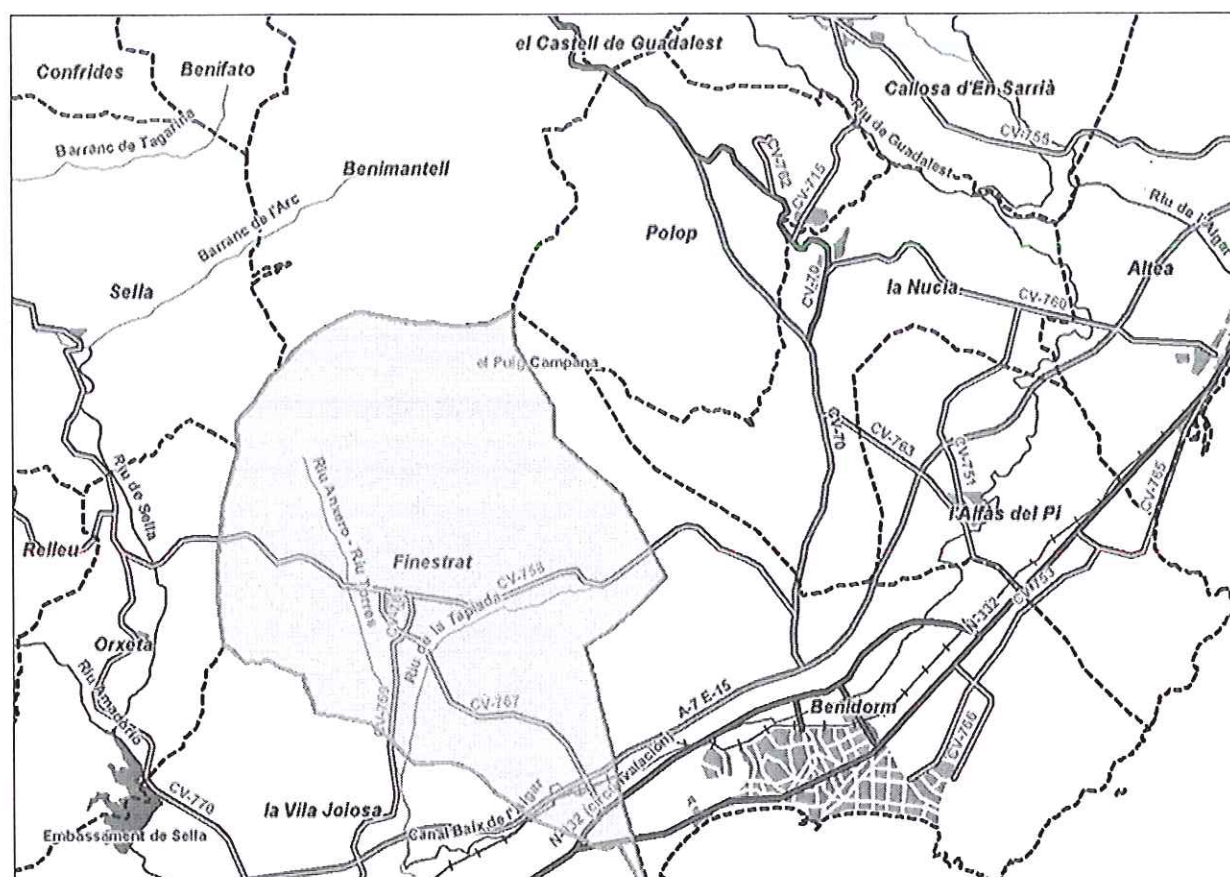 el Castell de Guadalest
Confrides
Benifato
Callosa d'En Sarrià
CV-755
Barranc de Tagarina
Riu de Guadalest
CV-762
CV-715
Benimantell
Barranc de l'Arc
Riu de l'Algar
Polop
Altea
Sella
CV-70
la Nucia
CV-760
el Puig Campana
CV-70
CV-763
CV-751
CV-765
Riu de Sella
Riu Anxero - Riu Torres
l'Alfàs del Pi
Relleu
Finestrat
CV-758
Riu de la Tapiada
CV-753
N-332
Orxeta
Riu Amadorio
CV-759
CV-767
A-7 E-15
Benidorm
CV-766
N-332 (circunvalación)
CV-770
la Vila Joiosa
Canal Baix de l'Algar
Embassament de Sella